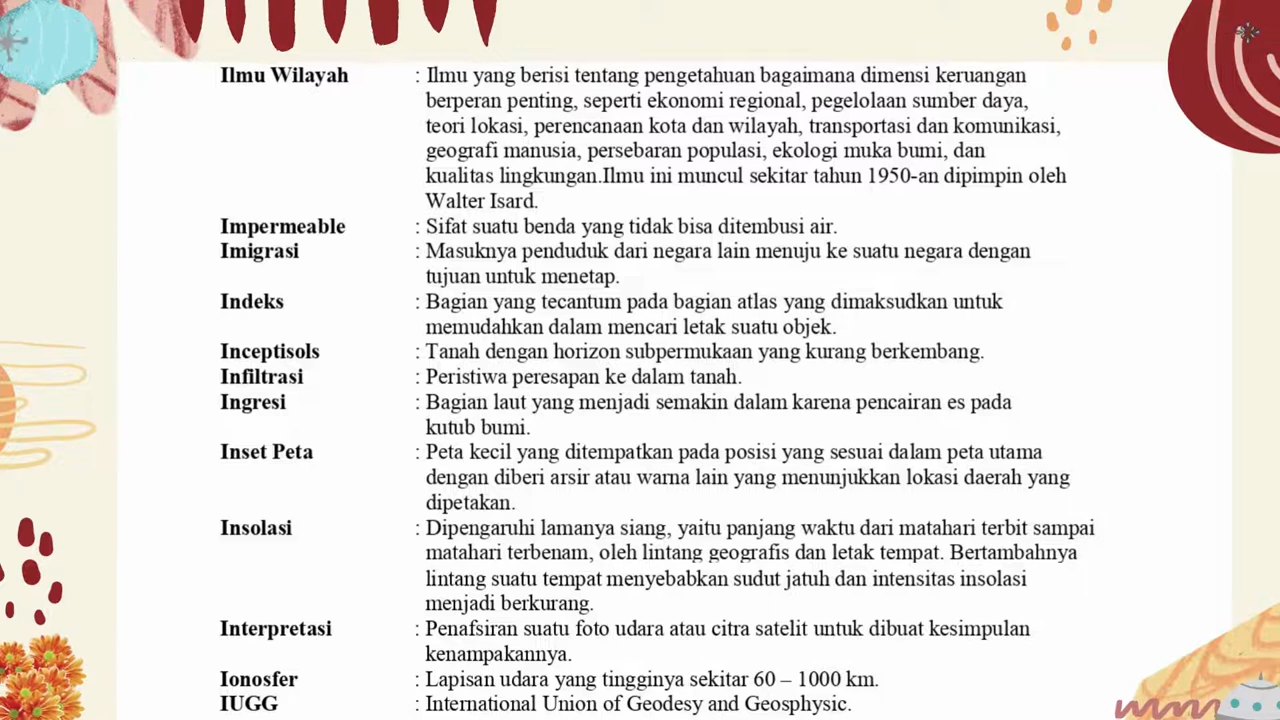 Ilmu Wilayah : Ilmu yang berisi tentang pengetahuan bagaimana dimensi keruangan
berperan penting, seperti ekonomi regional, pegelolaan sumber daya,
teori lokasi, perencanaan kota dan wilayah, transportasi dan komunikasi,
geografi manusia, persebaran populasi, ekologi muka bumi, dan
kualitas lingkungan.Ilmu ini muncul sekitar tahun 1950-an dipimpin oleh
Walter Isard.
Impermeable : Sifat suatu benda yang tidak bisa ditembusi air.
Imigrasi : Masuknya penduduk dari negara lain menuju ke suatu negara dengan
tujuan untuk menetap.
Indeks : Bagian yang tecantum pada bagian atlas yang dimaksudkan untuk
memudahkan dalam mencari letak suatu objek.
Inceptisols : Tanah dengan horizon subpermukaan yang kurang berkembang.
Infiltrasi : Peristiwa peresapan ke dalam tanah.
Ingresi : Bagian laut yang menjadi semakin dalam karena pencairan es pada
kutub bumi.
Inset Peta : Peta kecil yang ditempatkan pada posisi yang sesuai dalam peta utama
dengan diberi arsir atau warna lain yang menunjukkan lokasi daerah yang
dipetakan.
Insolasi : Dipengaruhi lamanya siang, yaitu panjang waktu dari matahari terbit sampai
matahari terbenam, oleh lintang geografis dan letak tempat. Bertambahnya
lintang suatu tempat menyebabkan sudut jatuh dan intensitas insolasi
menjadi berkurang.
Interpretasi : Penafsiran suatu foto udara atau citra satelit untuk dibuat kesimpulan
kenampakannya.
Ionosfer : Lapisan udara yang tingginya sekitar 60 – 1000 km.
IUGG : International Union of Geodesy and Geosphysic.